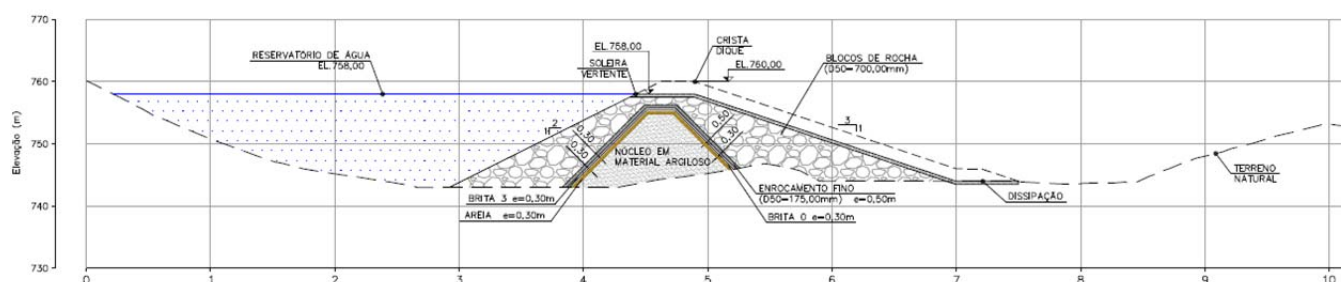 770
760
750
740
730
Elevação (m)
RESERVATÓRIO DE ÁGUA
EL.758,00
EL.758,00
SOLEIRA
VERTENTE
CRISTA
DIQUE
EL.760,00
BLOCOS DE ROCHA
(D50-700,00mm)
2
1
3
1
0.30
0.30
0.50
0.30
NÚCLEO EM
MATERIAL ARGILOSO
BRITA 3 e=0,30m
AREIA e=0,30m
ENROCAMENTO FINO
(D50-175,00mm) e-0,50m
BRITA 0 e-0,30m
DISSIPAÇÃO
TERRENO
NATURAL
0 1 2 3 4 5 6 7 8 9 10